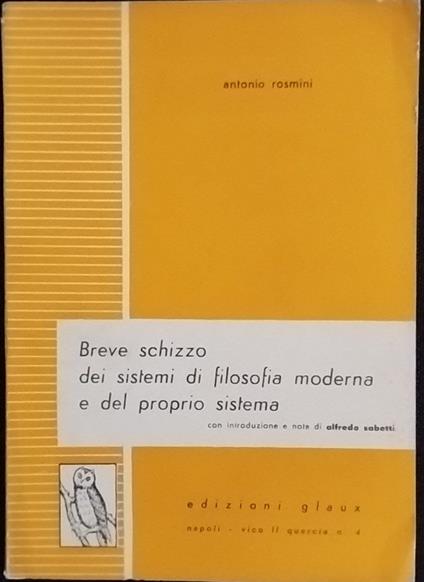 antonio rosmini
Breve schizzo
dei sistemi di filosofia moderna
e del proprio sistema
con introduzione e note di alfredo sabetti
edizioni glaux
napoli - vico II quercia n. 4